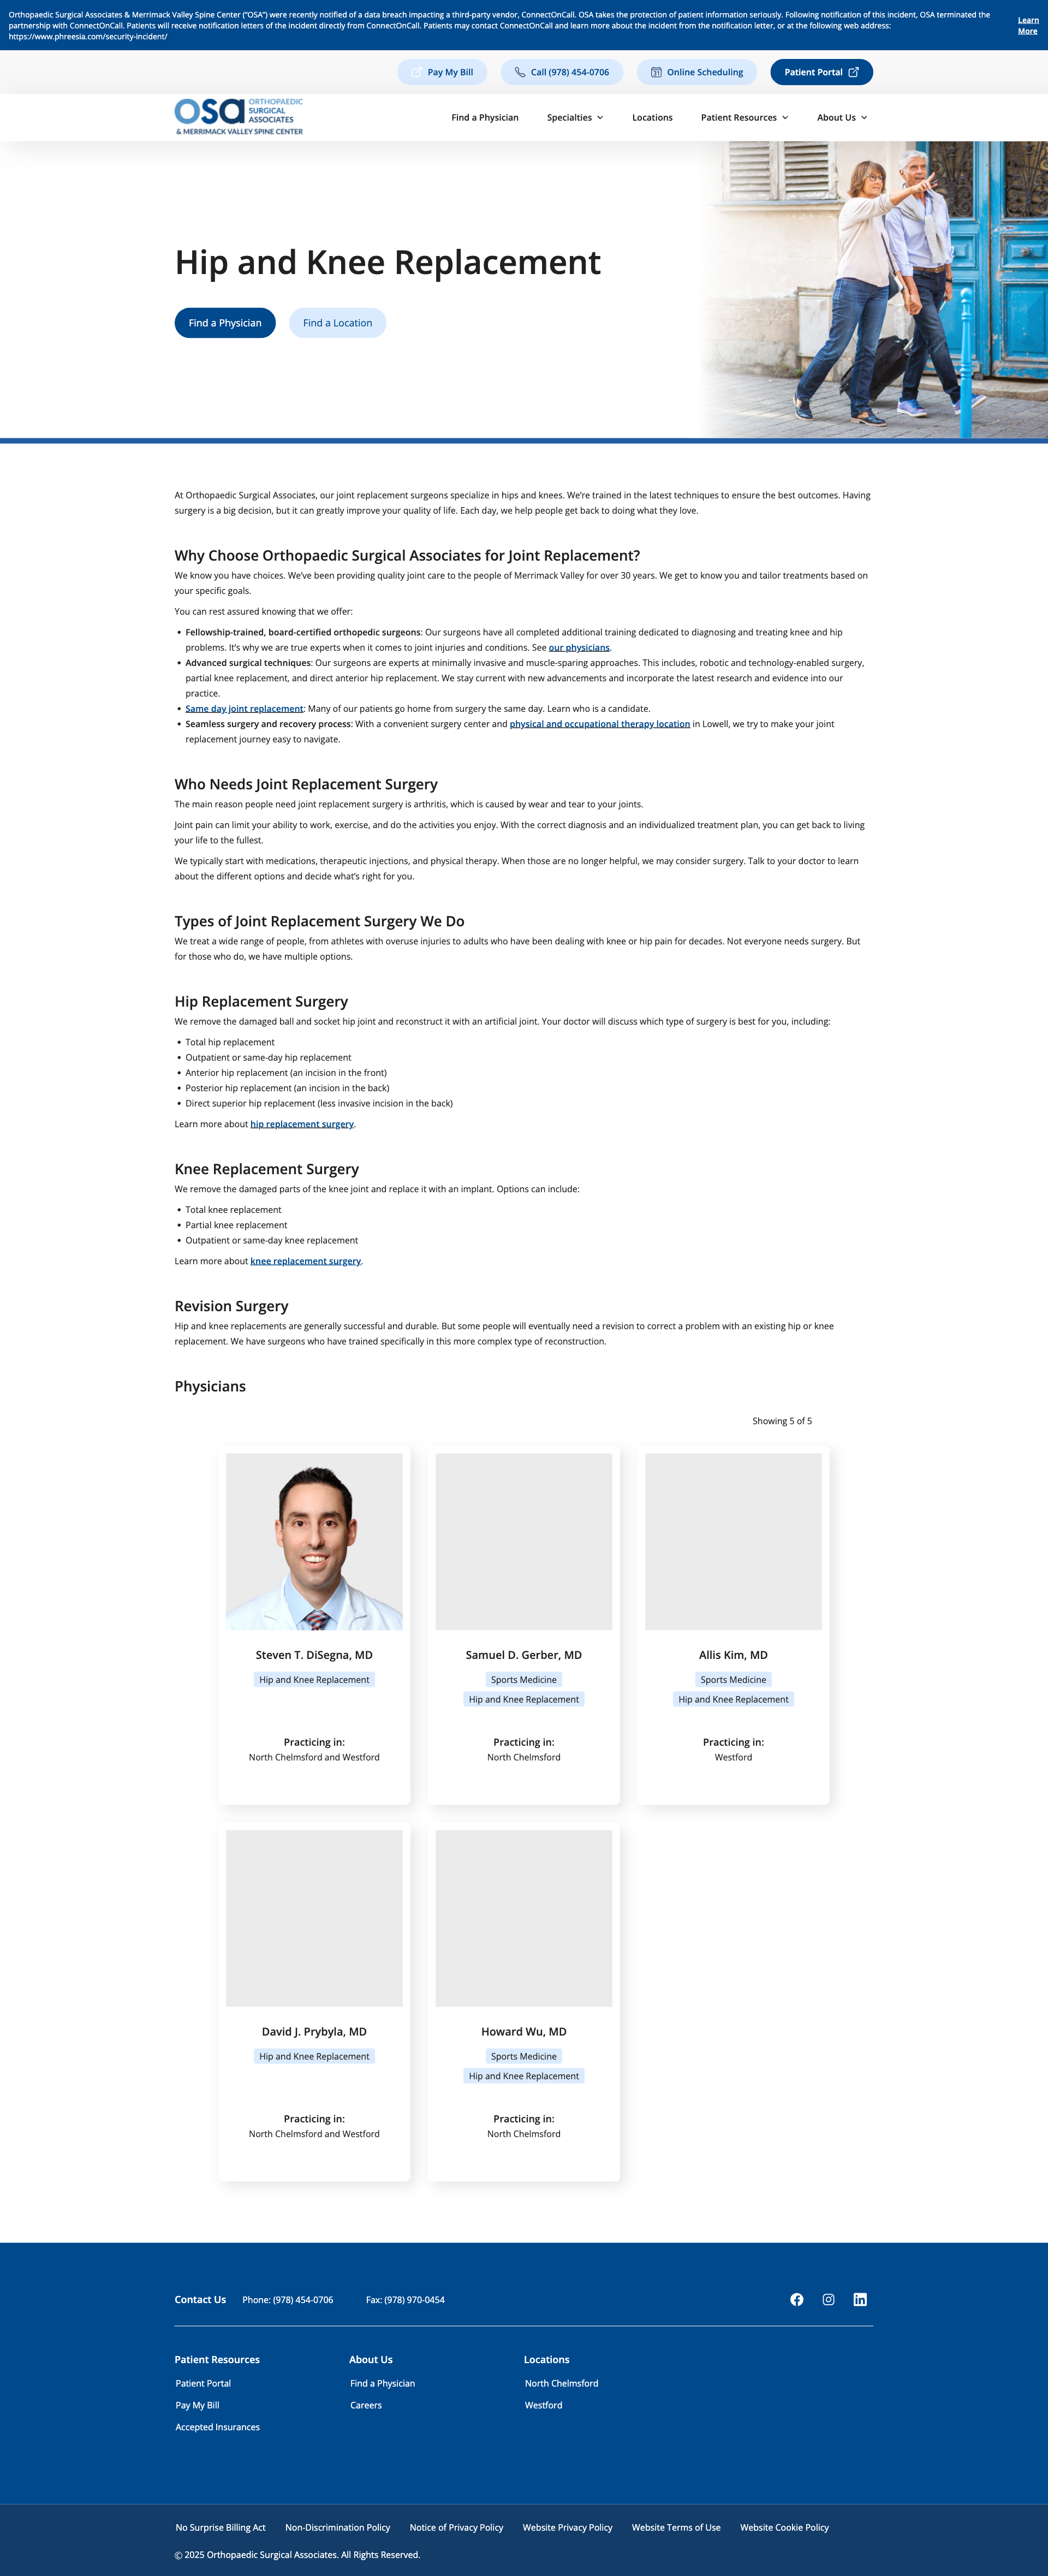 Orthopaedic Surgical Associates & Merrimack Valley Spine Center ("OSA") were recently notified of a data breach impacting a third-party vendor, ConnectOnCall. OSA takes the protection of patient information seriously. Following notification of this incident, OSA terminated the
partnership with ConnectOnCall. Patients will receive notification letters of the incident directly from ConnectOnCall. Patients may contact ConnectOnCall and learn more about the incident from the notification letter, or at the following web address:
https://www.phreesia.com/security-incident/
Learn
More
Pay My Bill
Call (978) 454-0706
Online Scheduling
Patient Portal
OSA ORTHOPAEDIC
SURGICAL
ASSOCIATES
& MERRIMACK VALLEY SPINE CENTER
Find a Physician
Specialties
Locations
Patient Resources
About Us
Hip and Knee Replacement
Find a Physician
Find a Location
At Orthopaedic Surgical Associates, our joint replacement surgeons specialize in hips and knees. We're trained in the latest techniques to ensure the best outcomes. Having
surgery is a big decision, but it can greatly improve your quality of life. Each day, we help people get back to doing what they love.
Why Choose Orthopaedic Surgical Associates for Joint Replacement?
We know you have choices. We've been providing quality joint care to the people of Merrimack Valley for over 30 years. We get to know you and tailor treatments based on
your specific goals.
You can rest assured knowing that we offer:
• Fellowship-trained, board-certified orthopedic surgeons: Our surgeons have all completed additional training dedicated to diagnosing and treating knee and hip
problems. It's why we are true experts when it comes to joint injuries and conditions. See our physicians.
• Advanced surgical techniques: Our surgeons are experts at minimally invasive and muscle-sparing approaches. This includes, robotic and technology-enabled surgery,
partial knee replacement, and direct anterior hip replacement. We stay current with new advancements and incorporate the latest research and evidence into our
practice.
• Same day joint replacement: Many of our patients go home from surgery the same day. Learn who is a candidate.
• Seamless surgery and recovery process: With a convenient surgery center and physical and occupational therapy location in Lowell, we try to make your joint
replacement journey easy to navigate.
Who Needs Joint Replacement Surgery
The main reason people need joint replacement surgery is arthritis, which is caused by wear and tear to your joints.
Joint pain can limit your ability to work, exercise, and do the activities you enjoy. With the correct diagnosis and an individualized treatment plan, you can get back to living
your life to the fullest.
We typically start with medications, therapeutic injections, and physical therapy. When those are no longer helpful, we may consider surgery. Talk to your doctor to learn
about the different options and decide what's right for you.
Types of Joint Replacement Surgery We Do
We treat a wide range of people, from athletes with overuse injuries to adults who have been dealing with knee or hip pain for decades. Not everyone needs surgery. But
for those who do, we have multiple options.
Hip Replacement Surgery
We remove the damaged ball and socket hip joint and reconstruct it with an artificial joint. Your doctor will discuss which type of surgery is best for you, including:
• Total hip replacement
• Outpatient or same-day hip replacement
• Anterior hip replacement (an incision in the front)
• Posterior hip replacement (an incision in the back)
• Direct superior hip replacement (less invasive incision in the back)
Learn more about hip replacement surgery.
Knee Replacement Surgery
We remove the damaged parts of the knee joint and replace it with an implant. Options can include:
• Total knee replacement
• Partial knee replacement
• Outpatient or same-day knee replacement
Learn more about knee replacement surgery.
Revision Surgery
Hip and knee replacements are generally successful and durable. But some people will eventually need a revision to correct a problem with an existing hip or knee
replacement. We have surgeons who have trained specifically in this more complex type of reconstruction.
Physicians
Showing 5 of 5
Steven T. DiSegna, MD
Hip and Knee Replacement
Practicing in:
North Chelmsford and Westford
Samuel D. Gerber, MD
Sports Medicine
Hip and Knee Replacement
Practicing in:
North Chelmsford
Allis Kim, MD
Sports Medicine
Hip and Knee Replacement
Practicing in:
Westford
David J. Prybyla, MD
Hip and Knee Replacement
Practicing in:
North Chelmsford and Westford
Howard Wu, MD
Sports Medicine
Hip and Knee Replacement
Practicing in:
North Chelmsford
Contact Us
Phone: (978) 454-0706
Fax: (978) 970-0454
Patient Resources
Patient Portal
Pay My Bill
Accepted Insurances
About Us
Find a Physician
Careers
Locations
North Chelmsford
Westford
No Surprise Billing Act
Non-Discrimination Policy
Notice of Privacy Policy
Website Privacy Policy
Website Terms of Use
Website Cookie Policy
© 2025 Orthopaedic Surgical Associates. All Rights Reserved.